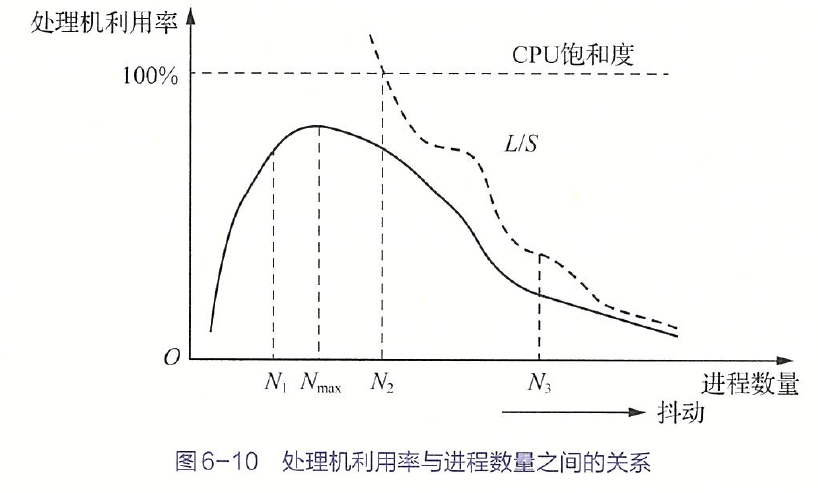 处理机利用率
100%
CPU饱和度
L/S
O
N₁ Nmax N₂ N₃ 进程数量
抖动
图6-10 处理机利用率与进程数量之间的关系